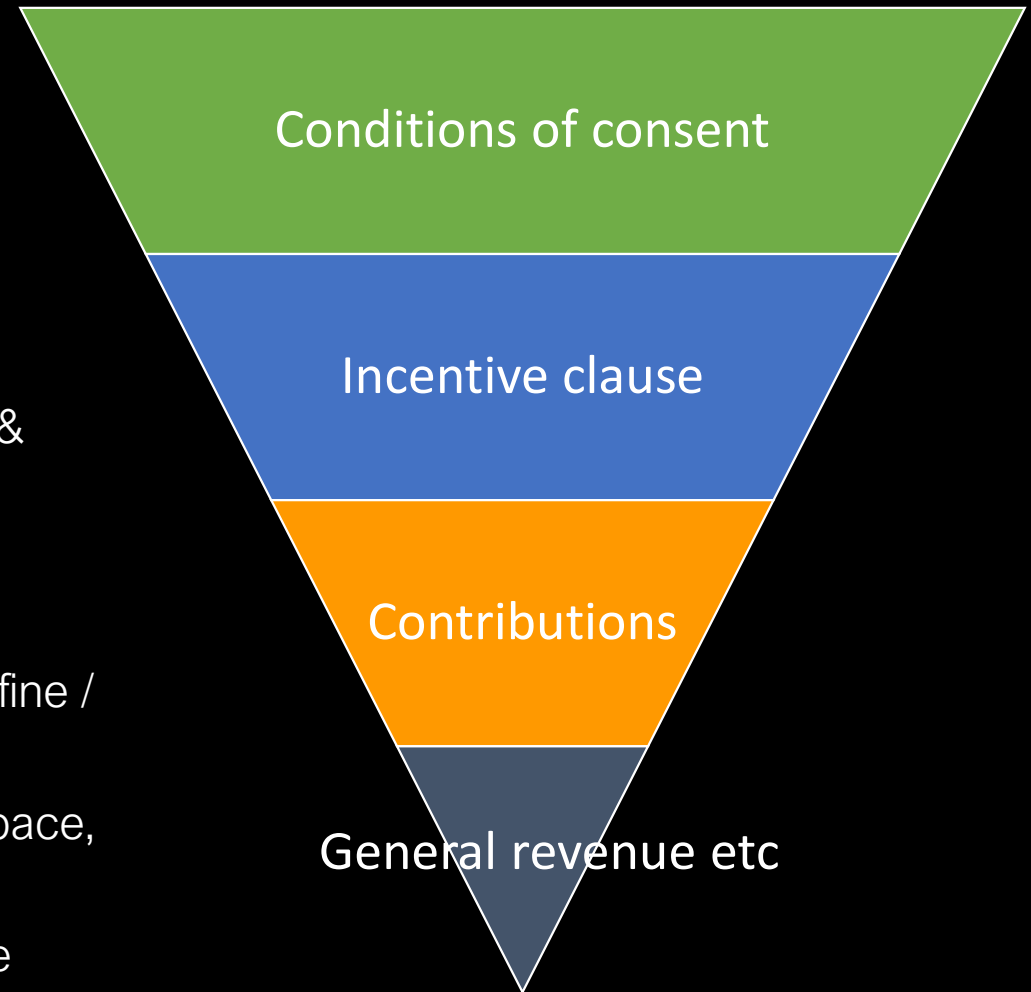 Conditions of consent
Incentive clause
&
Contributions
fine /
pace,
General revenue etc
e